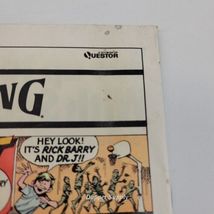 QUESTOR
NG
HEY LOOK!
IT'S RICK BARRY
AND DR. J!!